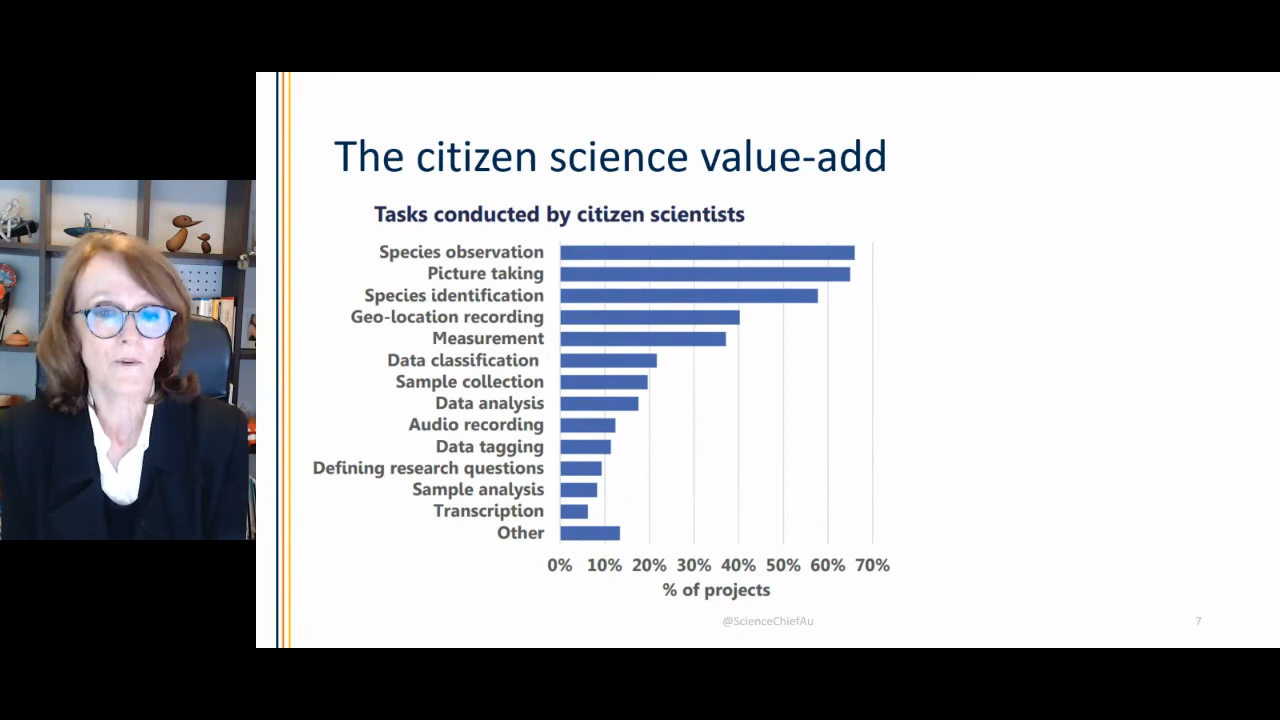 The citizen science value-add
Tasks conducted by citizen scientists
Species observation
Picture taking
Species identification
Geo-location recording
Measurement
Data classification
Sample collection
Data analysis
Audio recording
Data tagging
Defining research questions
Sample analysis
Transcription
Other
0% 10% 20% 30% 40% 50% 60% 70%
% of projects
@ScienceChiefAu
7